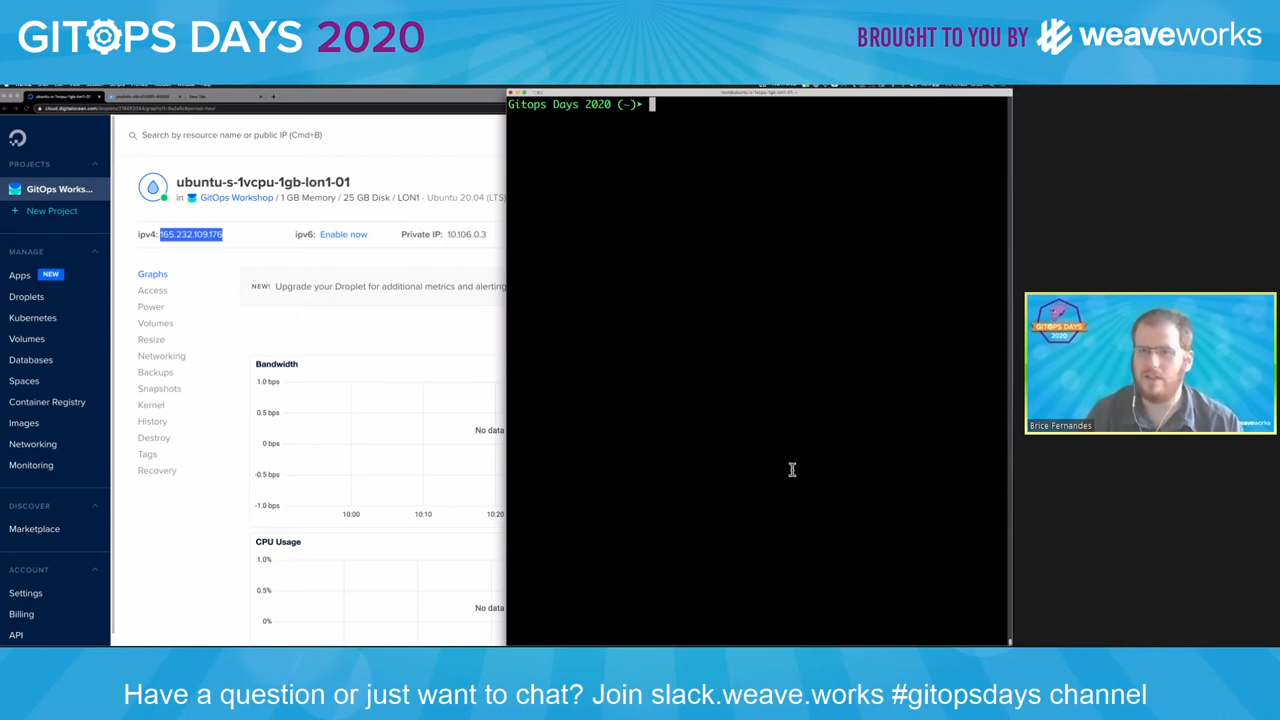 GITOPS DAYS 2020
BROUGHT TO YOU BY weaveworks
Search by resource name or public IP (Cmd+B)
PROJECTS
GitOps Works...
+ New Project
MANAGE
Apps NEW
Droplets
Kubernetes
Volumes
Databases
Spaces
Container Registry
Images
Networking
Monitoring
DISCOVER
Marketplace
ACCOUNT
Settings
Billing
API
ubuntu-s-1vcpu-1gb-lon1-01
in GitOps Workshop / 1 GB Memory / 25 GB Disk / LON1 - Ubuntu 20.04 (LTS)
ipv4: 165.232.109.176 ipv6: Enable now Private IP: 10.106.0.3
Graphs
Access
Power
Volumes
Resize
Networking
Backups
Snapshots
Kernel
History
Destroy
Tags
Recovery
NEW! Upgrade your Droplet for additional metrics and alerting
Bandwidth
1.0 bps
0.5 bps
0 bps
-0.5 bps
-1.0 bps
No data
10:00 10:10 10:20
CPU Usage
1.0%
0.5%
0%
No data
Gitops Days 2020 (~)➤
GITOPS DAYS
2020
Brice Fernandes
weaveworks
Have a question or just want to chat? Join slack.weave.works #gitopsdays channel